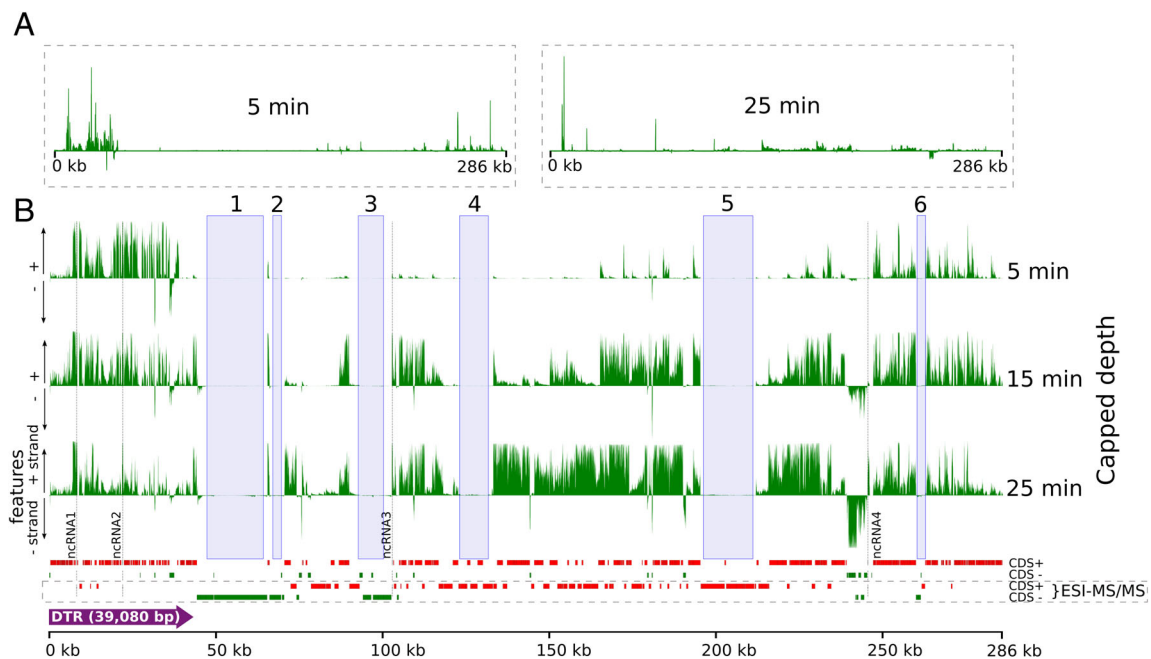 A
5 min
0 kb 286 kb
25 min
0 kb 286 kb
B
1 2 3 4 5 6
+
-
5 min
+
-
15 min
features
- strand + strand
25 min
Capped depth
ncRNA1
ncRNA2
ncRNA3
ncRNA4
CDS+
CDS -
CDS+
CDS -
}ESI-MS/MS
DTR (39,080 bp)
0 kb 50 kb 100 kb 150 kb 200 kb 250 kb 286 kb